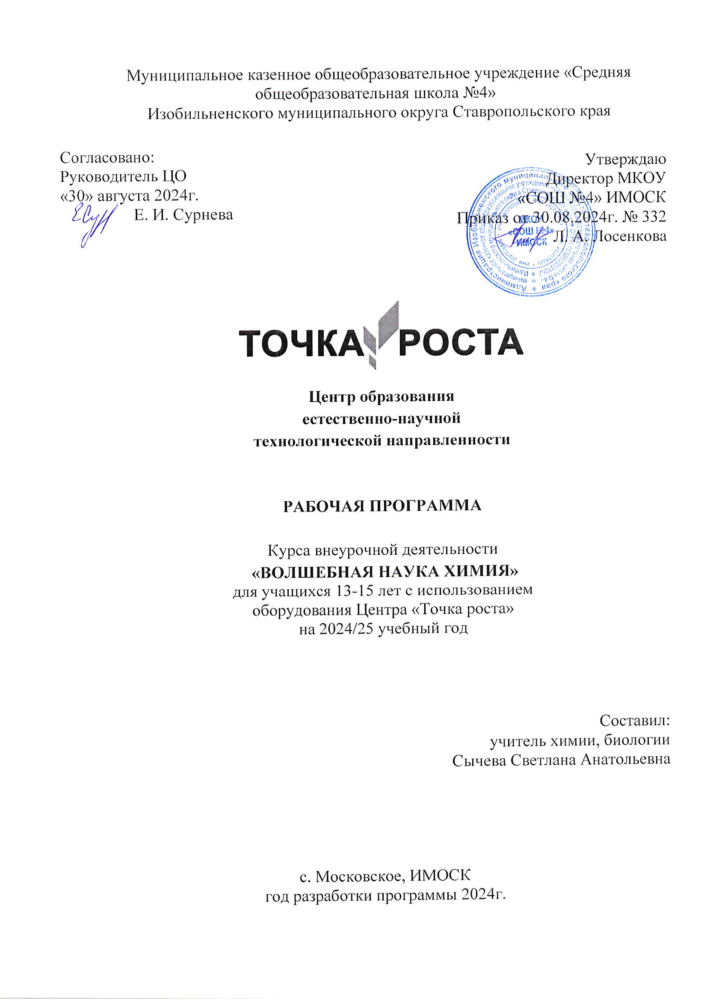 Муниципальное казенное общеобразовательное учреждение «Средняя
общеобразовательная школа №4»
Изобильненского муниципального округа Ставропольского края
Согласовано:
Руководитель ЦО
«30» августа 2024г.
Е. И. Сурнева
Утверждаю
Директор МКОУ
«СОШ №4» ИМОСК
Приказ от 30.08.2024г. № 332
Л. А. Лосенкова
МКОУ
«СОШ №4»
ИМОСК
ТОЧКА РОСТА
Центр образования
естественно-научной
технологической направленности
РАБОЧАЯ ПРОГРАММА
Курса внеурочной деятельности
«ВОЛШЕБНАЯ НАУКА ХИМИЯ»
для учащихся 13-15 лет с использованием
оборудования Центра «Точка роста»
на 2024/25 учебный год
Составил:
учитель химии, биологии
Сычева Светлана Анатольевна
с. Московское, ИМОСК
год разработки программы 2024г.